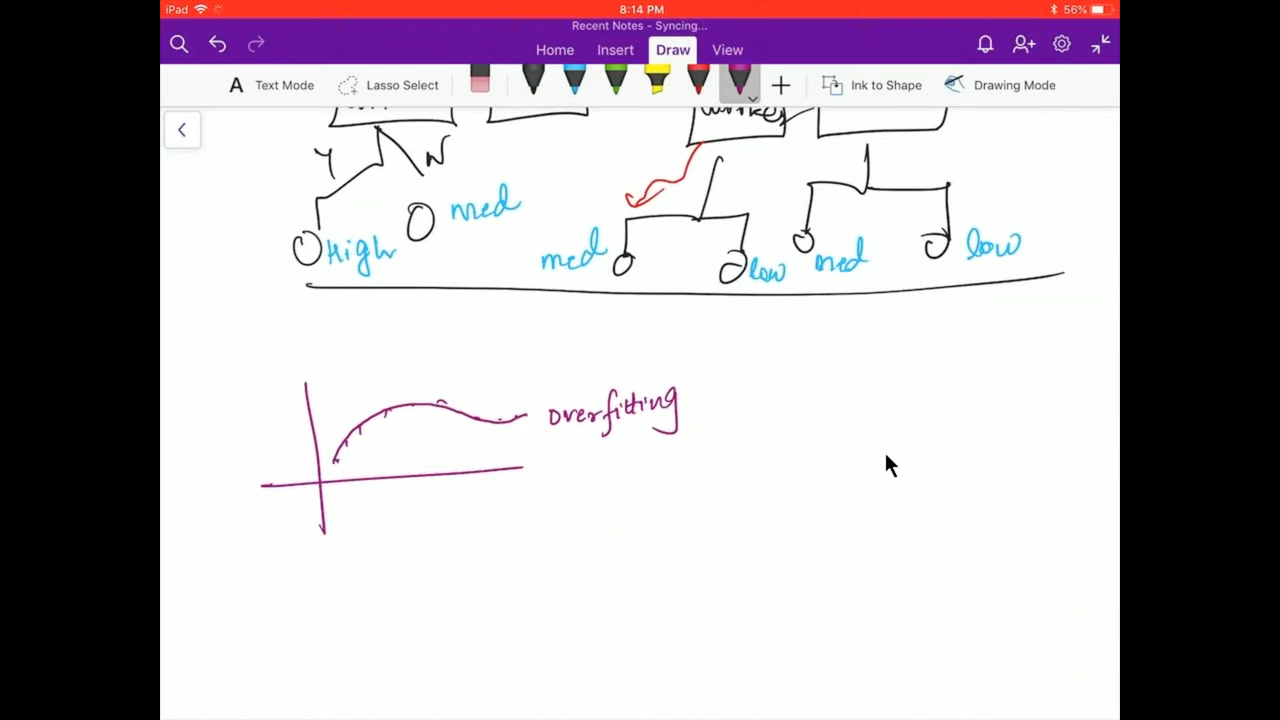 iPad 8:14 PM 56%
Recent Notes - Syncing...
Home Insert Draw View
A Text Mode Lasso Select Ink to Shape Drawing Mode
Y N
High med med low med low
overfitting